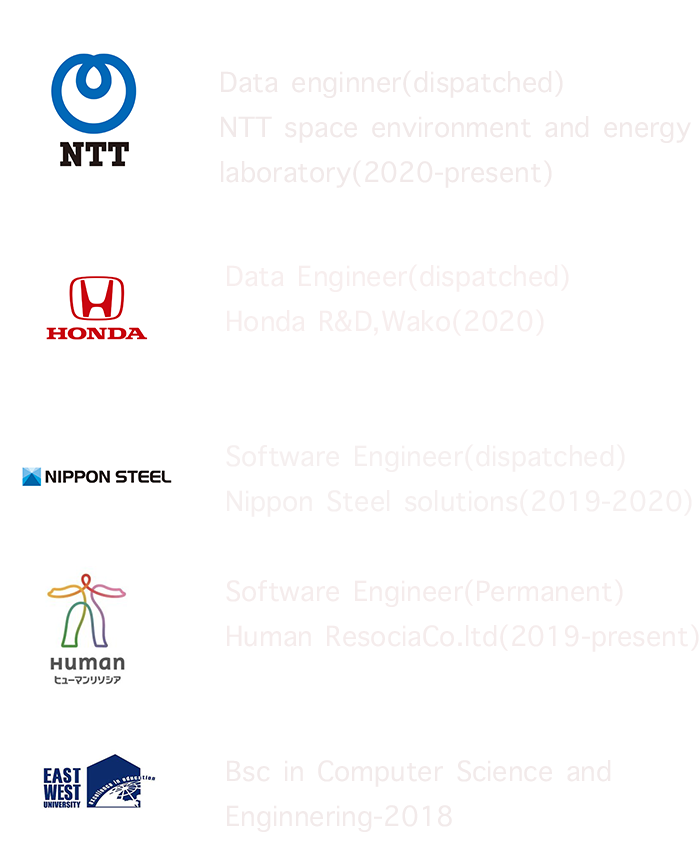 NTT
Data enginner(dispatched)
NTT space environment and energy
laboratory(2020-present)
HONDA
Data Engineer(dispatched)
Honda R&D,Wako(2020)
NIPPON STEEL
Software Engineer(dispatched)
Nippon Steel solutions(2019-2020)
Human
ヒューマンリソシア
Software Engineer(Permanent)
Human ResociaCo.ltd(2019-present)
EAST
WEST
UNIVERSITY
Excellence in education
Bsc in Computer Science and
Enginnering-2018